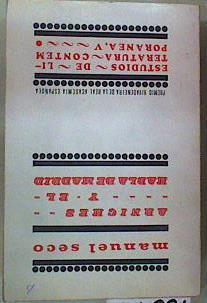 manuel seco
ARNICHES - -
- - - - Y EL -
HABLA DE MADRID
PREMIO RIVADENEIRA DE LA REAL ACADEMIA ESPAÑOLA
ESTUDIOS ~ DE ~ LI-
TERATURA ~ CONTEM
PORANEA, V ~ ~ ~ ~